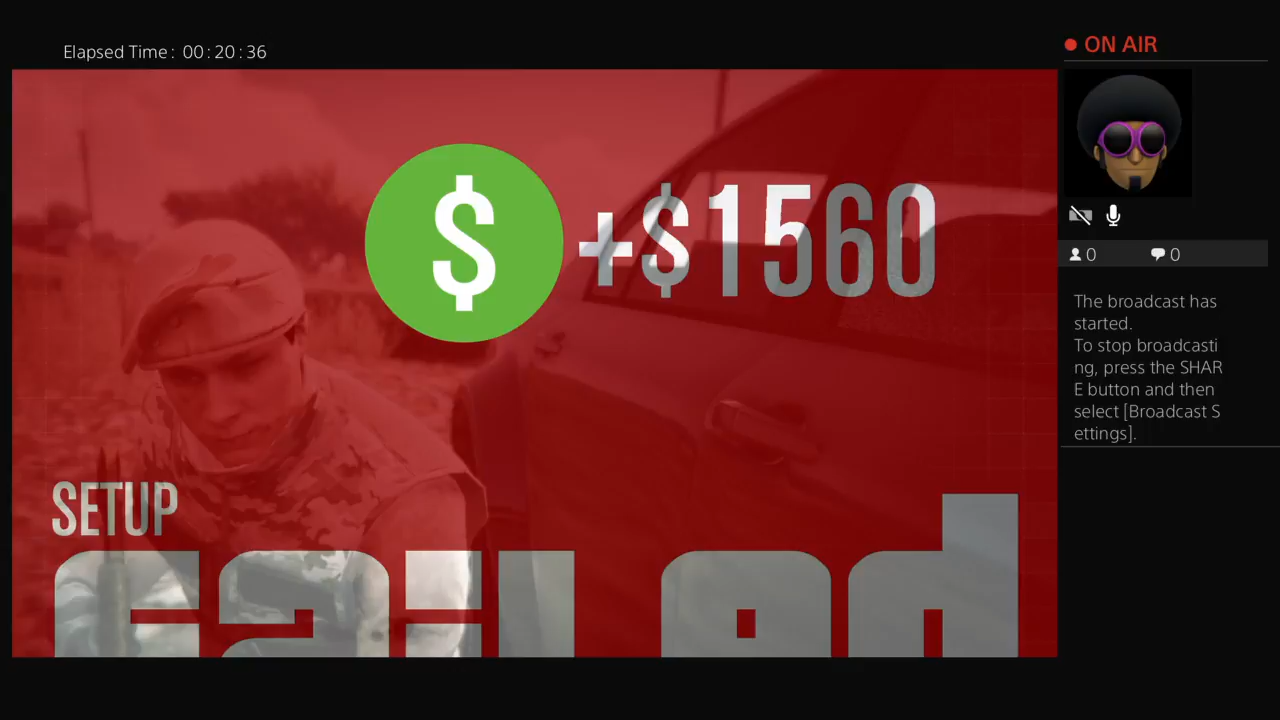 Elapsed Time: 00:20:36
ON AIR
$ +$1560
0 0
The broadcast has
started.
To stop broadcasti
ng, press the SHAR
E button and then
select [Broadcast S
ettings].
SETUP
failed